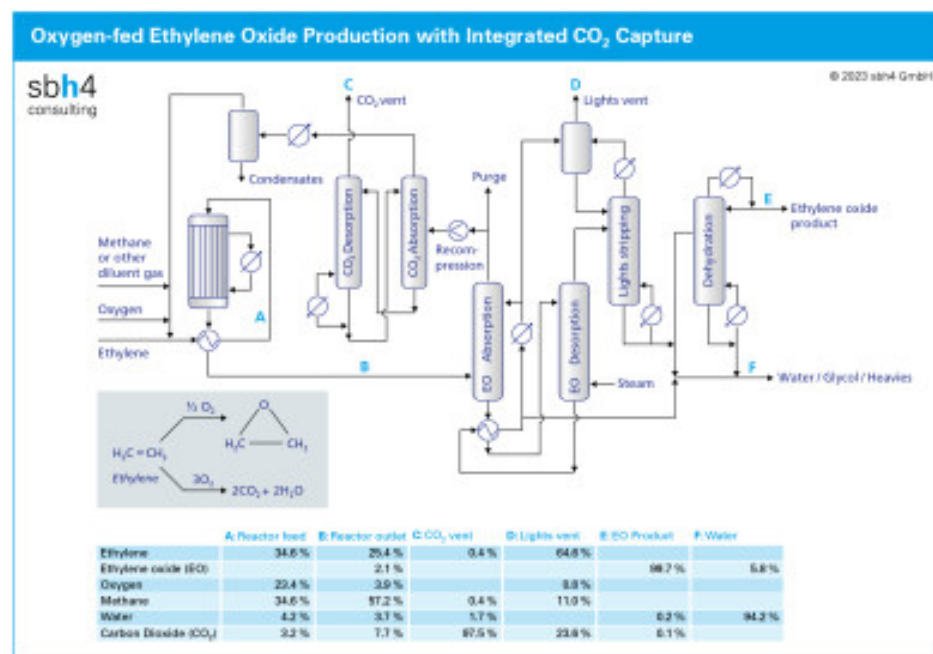 Oxygen-fed Ethylene Oxide Production with Integrated CO₂ Capture
sbh4
consulting
© 2023 sbh4 GmbH
C
CO₂ vent
D
Lights vent
Condensates
Purge
Methane
or other
diluent gas
Oxygen
Ethylene
A
B
CO₂ Desorption
CO₂ Absorption
Recom-
pression
EO Absorption
EO Desorption
Steam
Lights stripping
Dehydration
E
Ethylene oxide
product
F
Water / Glycol / Heavies
½ O₂
O
H₂C
CH₂
H₂C=CH₂
Ethylene
3O₂
2CO₂ + 2H₂O
A: Reactor feed B: Reactor outlet C: CO₂ vent D: Lights vent E: EO Product F: Water
Ethylene 34.6 % 25.4 % 0.4 % 64.6 %
Ethylene oxide (EO) 2.1 % 99.7 % 5.8 %
Oxygen 23.4 % 3.9 %
Methane 34.6 % 57.2 % 0.4 % 11.0 %
Water 4.2 % 3.7 % 1.7 % 0.2 % 94.2 %
Carbon Dioxide (CO₂) 3.2 % 7.7 % 97.5 % 23.6 % 0.1 %